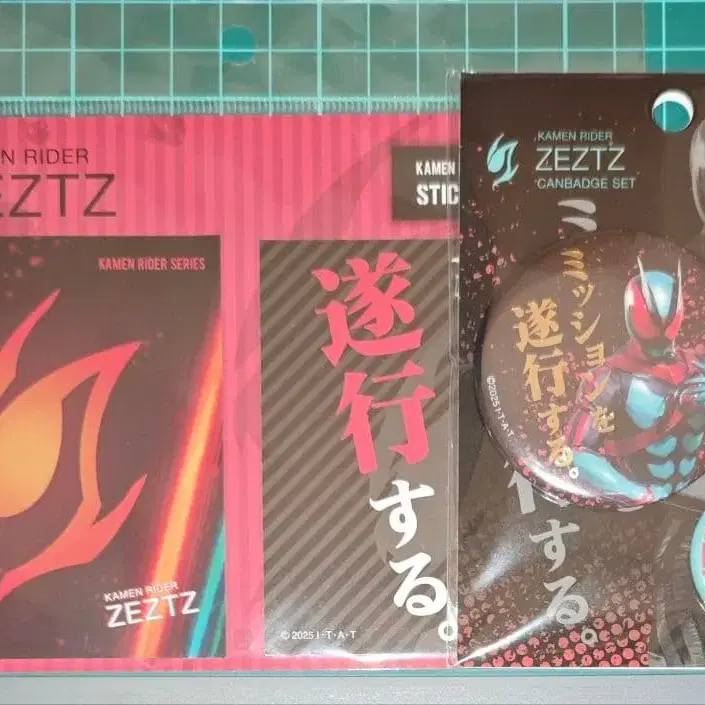 N RIDER
EZTZ
KAMEN RIDER SERIES
KAMEN RIDER
ZEZTZ
KAMEN
STIC
遂行
する。
©2025 I・T・A・T
KAMEN RIDER
ZEZTZ
CANBADGE SET
ミッションを
遂行する。
©2025 I・T・A・T
する。